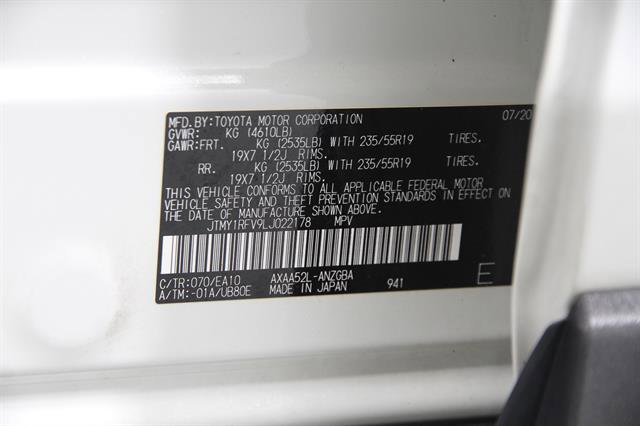 MFD.BY:TOYOTA MOTOR CORPORATION 07/20
GVWR: KG (4610LB)
GAWR:FRT. KG (2535LB) WITH 235/55R19 TIRES.
19X7 1/2J RIMS.
RR. KG (2535LB) WITH 235/55R19 TIRES.
19X7 1/2J RIMS.
THIS VEHICLE CONFORMS TO ALL APPLICABLE FEDERAL MOTOR
VEHICLE SAFETY AND THEFT PREVENTION STANDARDS IN EFFECT ON
THE DATE OF MANUFACTURE SHOWN ABOVE.
JTMY1RFV9LJ022178 MPV
C/TR:070/EA10 AXAA52L-ANZGBA E
A/TM:-01A/UB80E MADE IN JAPAN 941